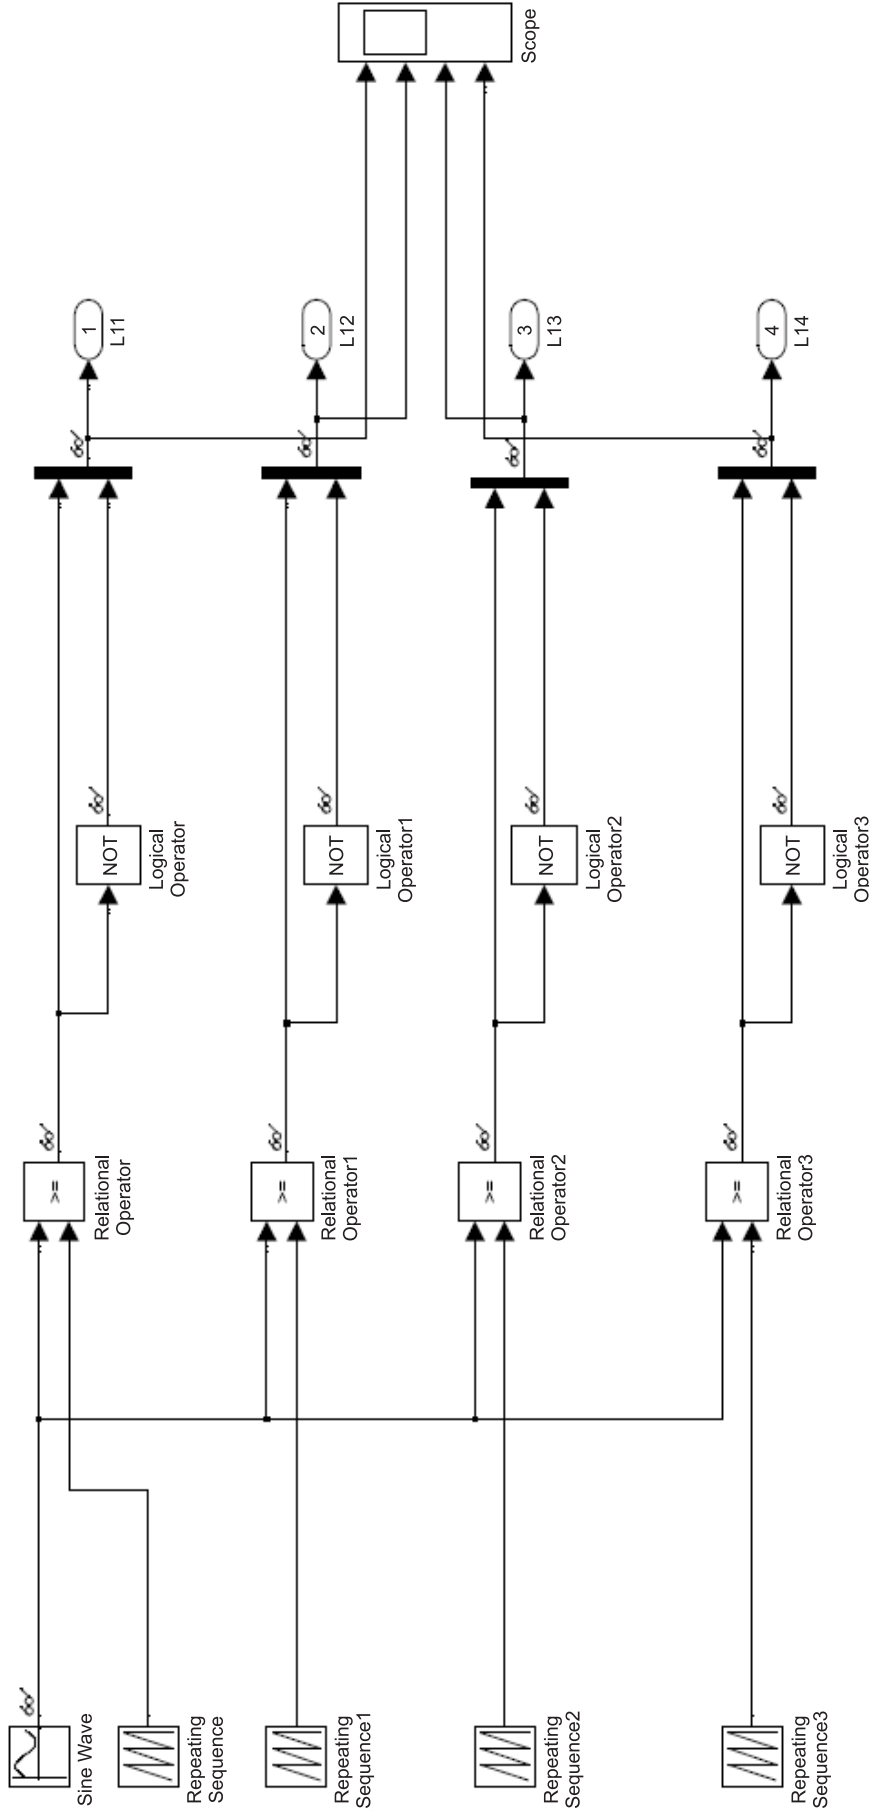 Sine Wave
Repeating
Sequence
>=
Relational
Operator
NOT
Logical
Operator
1
L11
Repeating
Sequence1
>=
Relational
Operator1
NOT
Logical
Operator1
2
L12
Scope
Repeating
Sequence2
>=
Relational
Operator2
NOT
Logical
Operator2
3
L13
Repeating
Sequence3
>=
Relational
Operator3
NOT
Logical
Operator3
4
L14